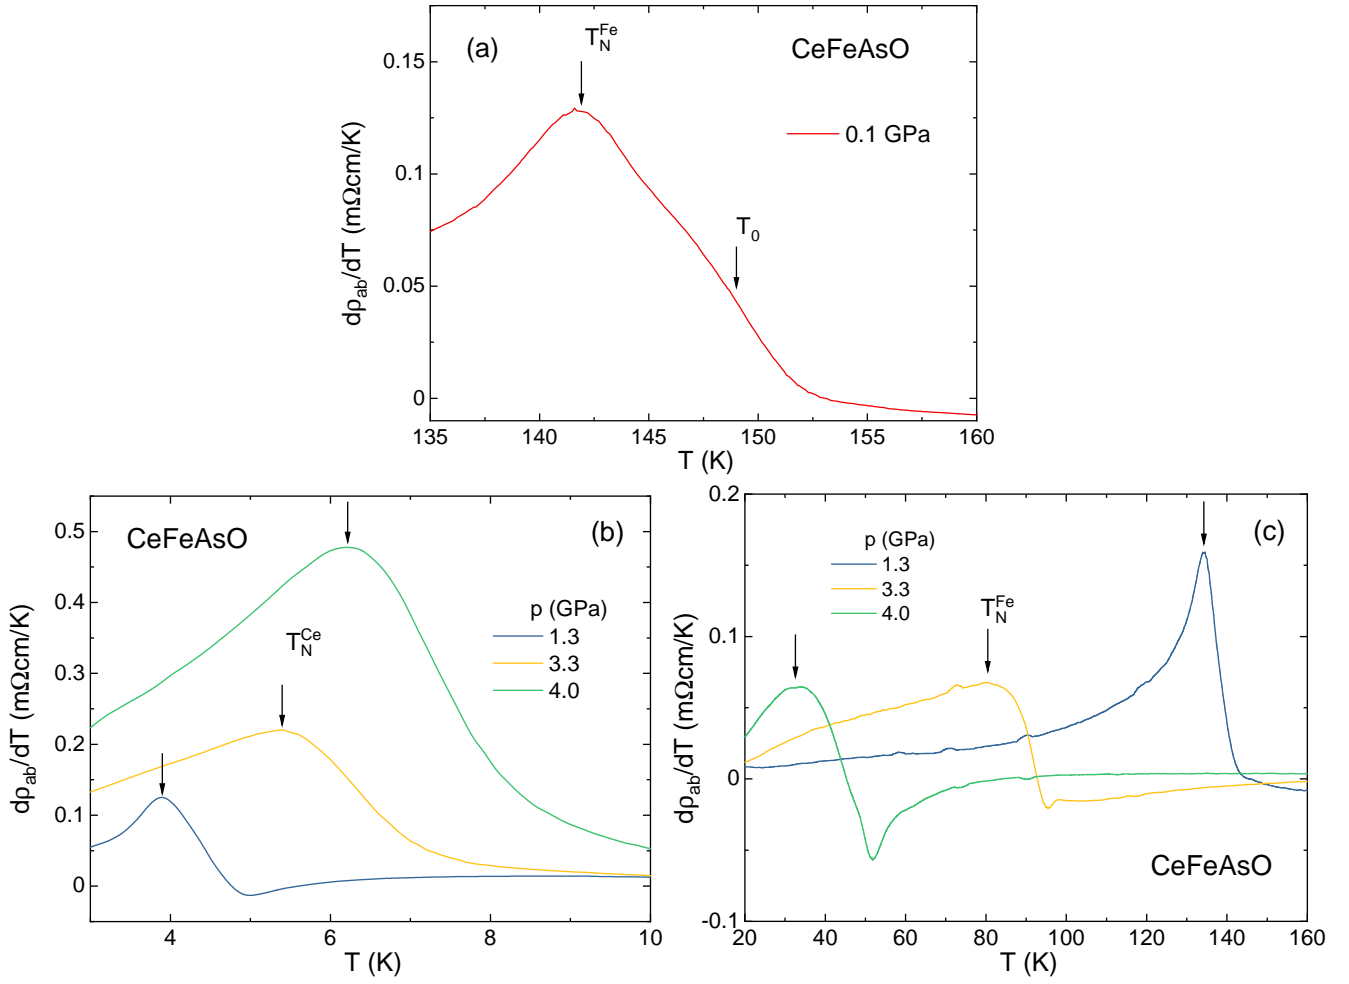 (a)
T_N^Fe
CeFeAsO
0.1 GPa
T_0
0.15
0.1
0.05
0
dρ_ab/dT (mΩcm/K)
135 140 145 150 155 160
T (K)
(b)
CeFeAsO
p (GPa)
1.3
3.3
4.0
T_N^Ce
0.5
0.4
0.3
0.2
0.1
0
dρ_ab/dT (mΩcm/K)
4 6 8 10
T (K)
(c)
p (GPa)
1.3
3.3
4.0
T_N^Fe
CeFeAsO
0.2
0.1
0
-0.1
dρ_ab/dT (mΩcm/K)
20 40 60 80 100 120 140 160
T (K)